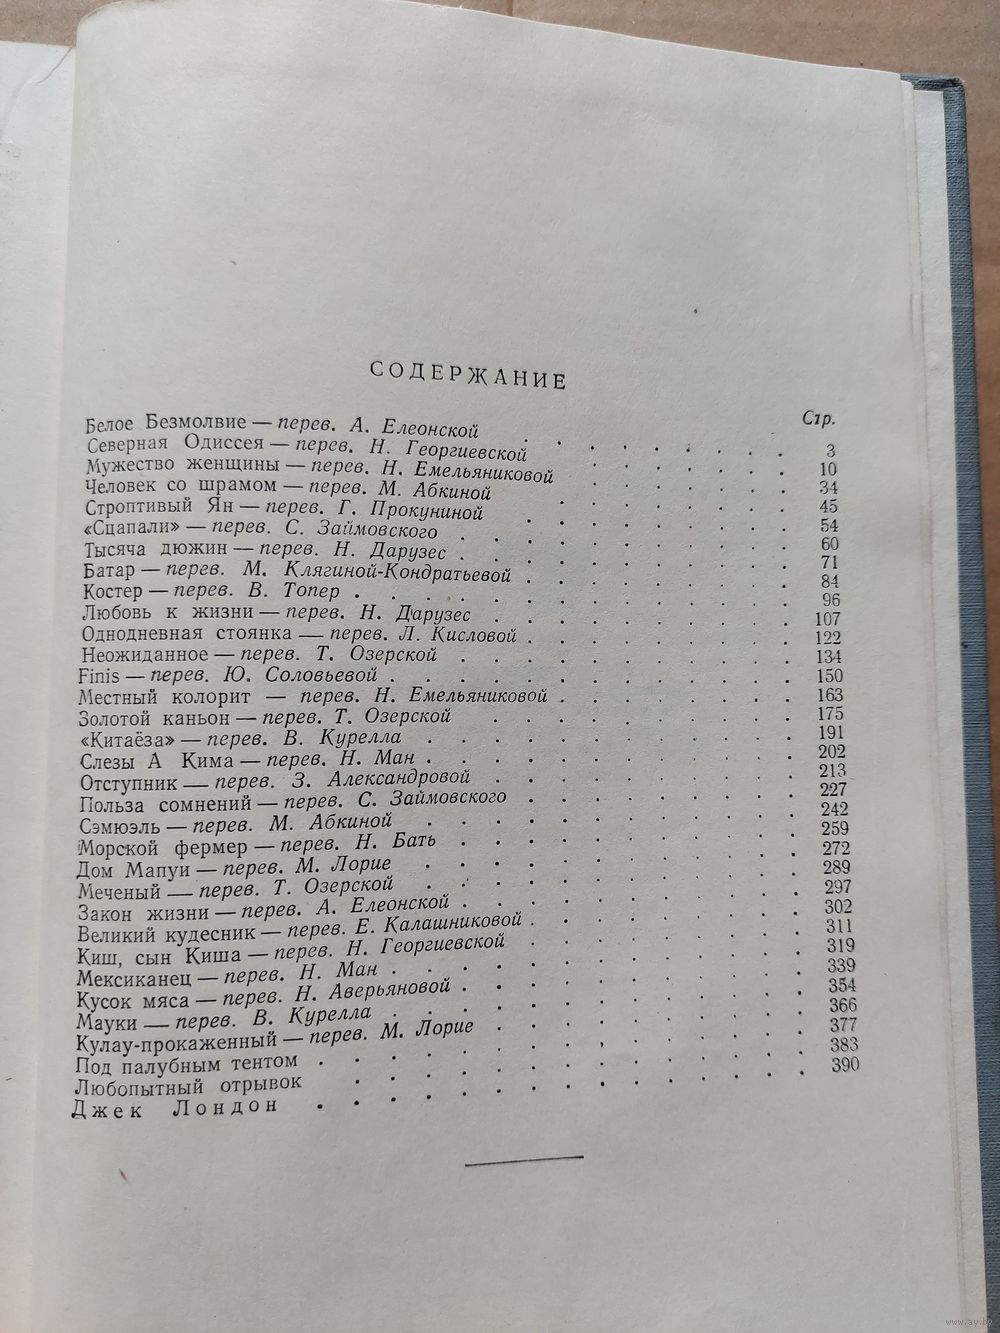 СОДЕРЖАНИЕ
Стр.
Белое Безмолвие — перев. А. Елеонской . . . . . . . 3
Северная Одиссея — перев. Н. Георгиевской . . . . . . 10
Мужество женщины — перев. Н. Емельяниковой . . . . . . 34
Человек со шрамом — перев. М. Абкиной . . . . . . . 45
Строптивый Ян — перев. Г. Прокуниной . . . . . . . 54
«Сцапали» — перев. С. Займовского . . . . . . . . 60
Тысяча дюжин — перев. Н. Дарузес . . . . . . . . 71
Батар — перев. М. Клягиной-Кондратьевой . . . . . . . 84
Костер — перев. В. Топер . . . . . . . . . . 96
Любовь к жизни — перев. Н. Дарузес . . . . . . . . 107
Однодневная стоянка — перев. Л. Кисловой . . . . . . . 122
Неожиданное — перев. Т. Озерской . . . . . . . . 134
Finis — перев. Ю. Соловьевой . . . . . . . . . 150
Местный колорит — перев. Н. Емельяниковой . . . . . . 163
Золотой каньон — перев. Т. Озерской . . . . . . . 175
«Китаёза» — перев. В. Курелла . . . . . . . . . 191
Слезы А Кима — перев. Н. Ман . . . . . . . . . 202
Отступник — перев. З. Александровой . . . . . . . 213
Польза сомнений — перев. С. Займовского . . . . . . . 227
Сэмюэль — перев. М. Абкиной . . . . . . . . . 242
Морской фермер — перев. Н. Бать . . . . . . . . 259
Дом Мапуи — перев. М. Лорие . . . . . . . . . 272
Меченый — перев. Т. Озерской . . . . . . . . . 289
Закон жизни — перев. А. Елеонской . . . . . . . . 297
Великий кудесник — перев. Е. Калашниковой . . . . . . 302
Киш, сын Киша — перев. Н. Георгиевской . . . . . . . 311
Мексиканец — перев. Н. Ман . . . . . . . . . . 319
Кусок мяса — перев. Н. Аверьяновой . . . . . . . . 339
Мауки — перев. В. Курелла . . . . . . . . . . 354
Кулау-прокаженный — перев. М. Лорие . . . . . . . 366
Под палубным тентом . . . . . . . . . . . 377
Любопытный отрывок . . . . . . . . . . . 383
Джек Лондон . . . . . . . . . . . . 390
www.ay.by